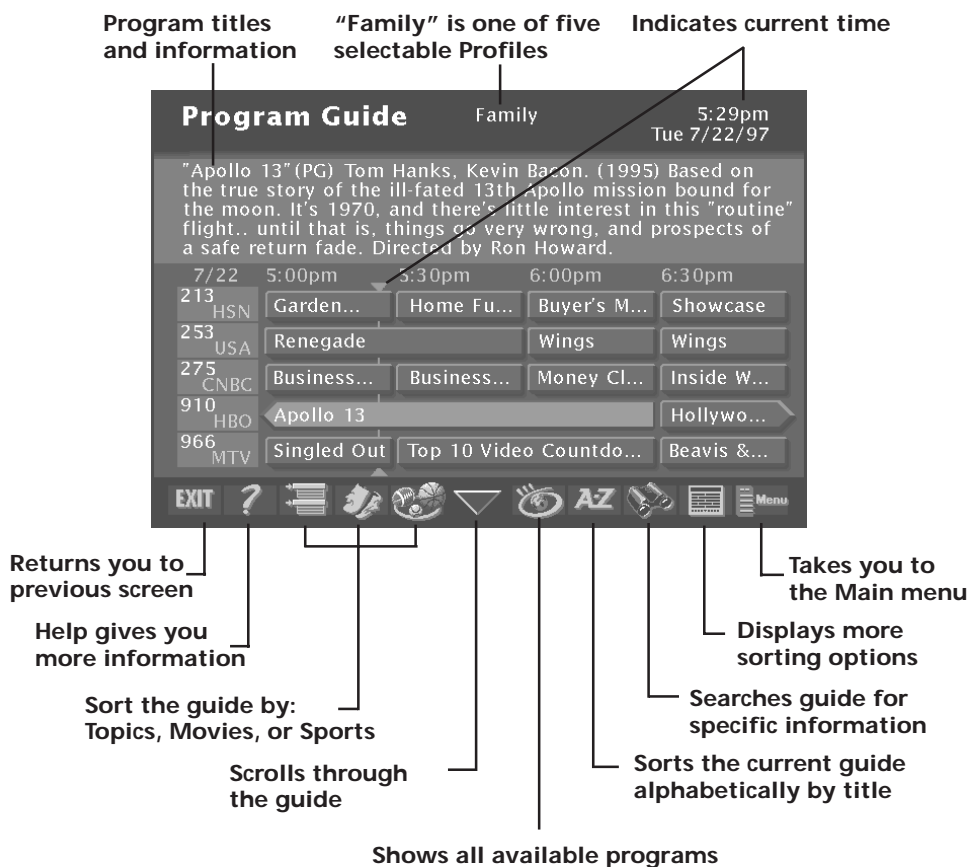 Program titles
and information
“Family” is one of five
selectable Profiles
Indicates current time
Program Guide
Family
5:29pm
Tue 7/22/97
"Apollo 13"(PG) Tom Hanks, Kevin Bacon. (1995) Based on
the true story of the ill-fated 13th Apollo mission bound for
the moon. It's 1970, and there's little interest in this "routine"
flight.. until that is, things go very wrong, and prospects of
a safe return fade. Directed by Ron Howard.
7/22 5:00pm 5:30pm 6:00pm 6:30pm
213 HSN Garden... Home Fu... Buyer's M... Showcase
253 USA Renegade Wings Wings
275 CNBC Business... Business... Money Cl... Inside W...
910 HBO Apollo 13 Hollywo...
966 MTV Singled Out Top 10 Video Countdo... Beavis &...
EXIT ? A-Z Menu
Returns you to
previous screen
Takes you to
the Main menu
Help gives you
more information
Displays more
sorting options
Sort the guide by:
Topics, Movies, or Sports
Searches guide for
specific information
Scrolls through
the guide
Sorts the current guide
alphabetically by title
Shows all available programs